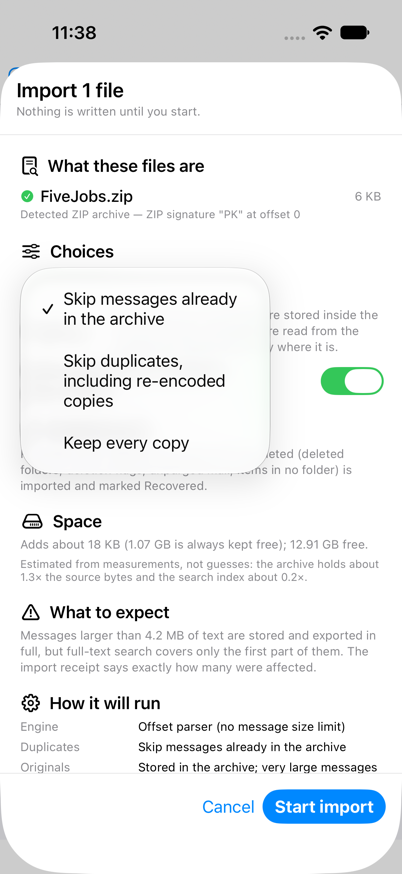 11:38
Import 1 file
Nothing is written until you start.
What these files are
FiveJobs.zip
6 KB
Detected ZIP archive — ZIP signature "PK" at offset 0
Choices
Skip messages already
in the archive
Skip duplicates,
including re-encoded
copies
Keep every copy
re stored inside the
re read from the
y where it is.
eted (deleted
items in no folder) is
imported and marked Recovered.
Space
Adds about 18 KB (1.07 GB is always kept free); 12.91 GB free.
Estimated from measurements, not guesses: the archive holds about
1.3× the source bytes and the search index about 0.2×.
What to expect
Messages larger than 4.2 MB of text are stored and exported in
full, but full-text search covers only the first part of them. The
import receipt says exactly how many were affected.
How it will run
Engine
Offset parser (no message size limit)
Duplicates
Skip messages already in the archive
Originals
Stored in the archive; very large messages
Cancel
Start import